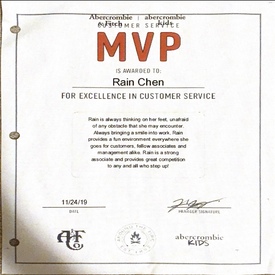 Abercrombie & Fitch | abercrombie kids
CUSTOMER SERVICE
MVP
IS AWARDED TO:
Rain Chen
FOR EXCELLENCE IN CUSTOMER SERVICE
Rain is always thinking on her feet, unafraid
of any obstacle that she may encounter.
Always bringing a smile into work, Rain
provides a fun environment everywhere she
goes for customers, fellow associates and
management alike. Rain is a strong
associate and provides great competition
to any and all who step up!
11/24/19
DATE
MANAGER SIGNATURE
A&F Co
abercrombie
KIDS